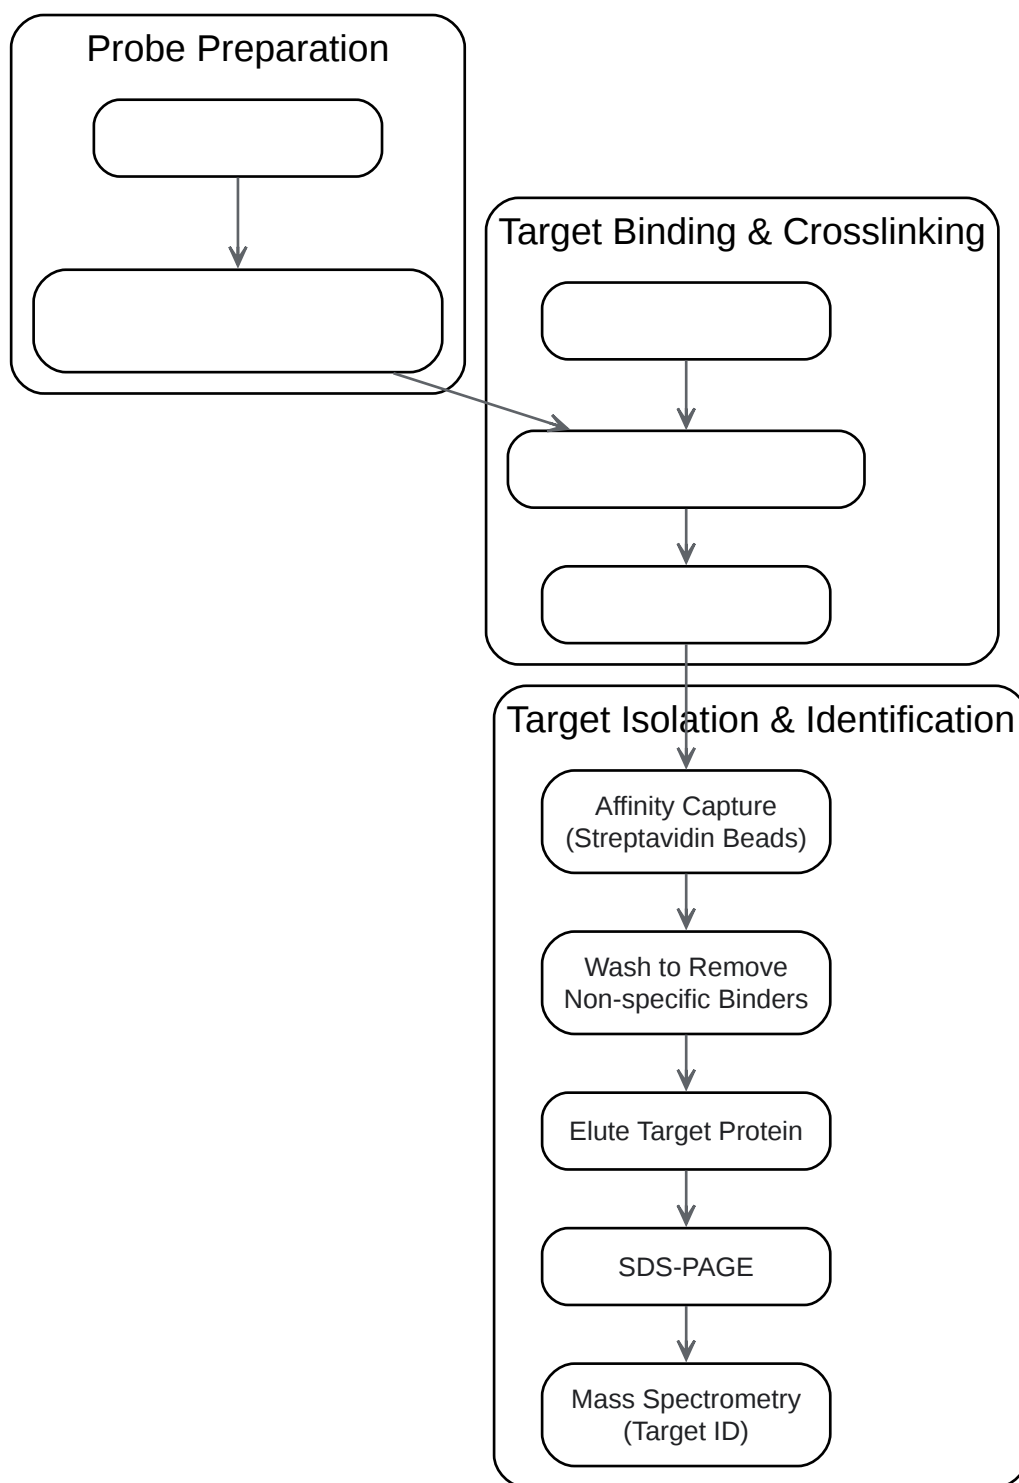 Probe Preparation
Target Binding & Crosslinking
Target Isolation & Identification
Affinity Capture
(Streptavidin Beads)
Wash to Remove
Non-specific Binders
Elute Target Protein
SDS-PAGE
Mass Spectrometry
(Target ID)